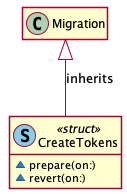 C Migration
inherits
S «struct»
CreateTokens
prepare(on:)
revert(on:)